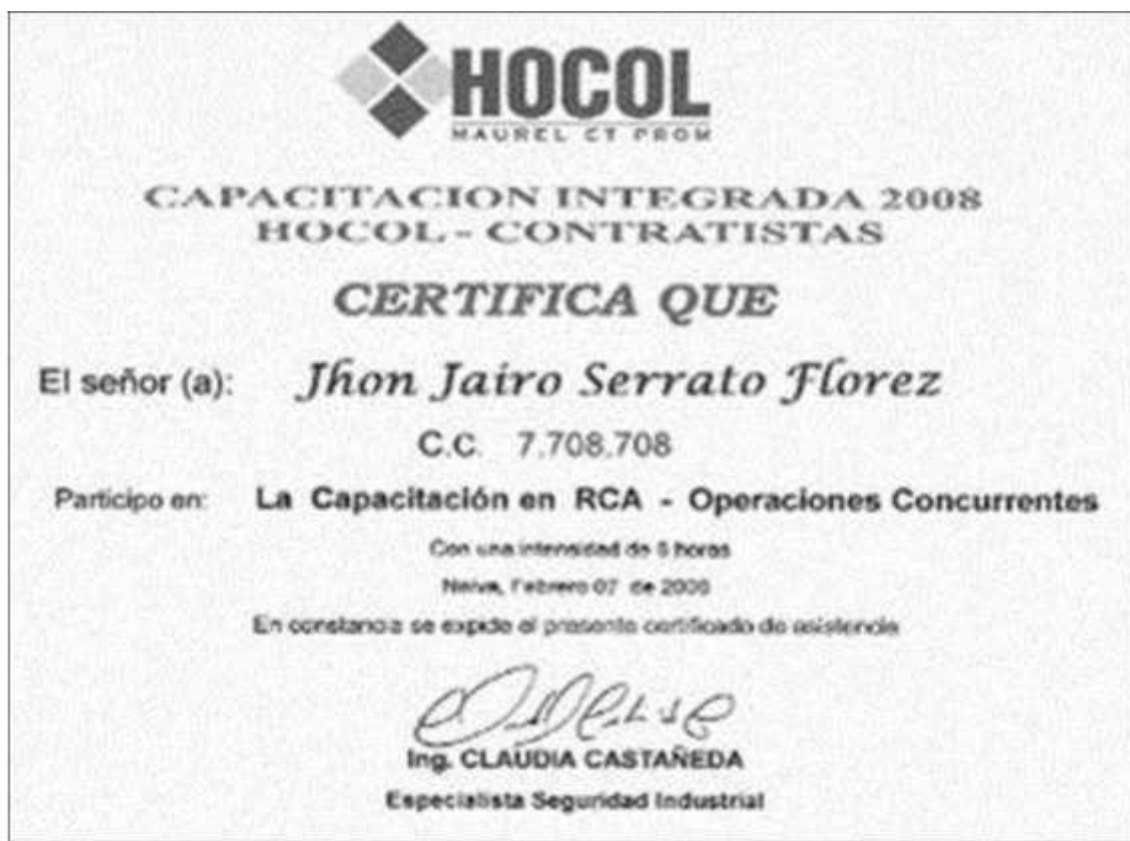 HOCOL
MAUREL ET PROM
CAPACITACION INTEGRADA 2008
HOCOL - CONTRATISTAS
CERTIFICA QUE
El señor (a): Jhon Jairo Serrato Florez
C.C. 7.708.708
Participo en: La Capacitación en RCA - Operaciones Concurrentes
Con una intensidad de horas
Neiva, Febrero 07 de 2008
En constancia se expide el presente certificado de asistencia
Ing. CLAUDIA CASTAÑEDA
Especialista Seguridad Industrial